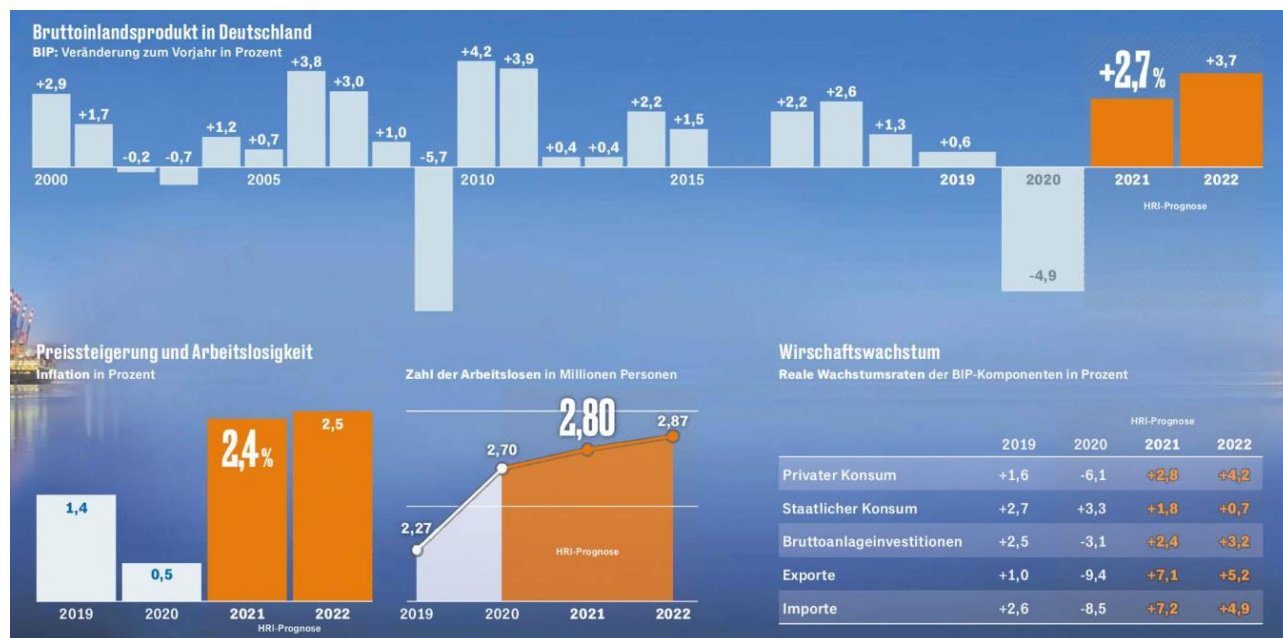 Bruttoinlandsprodukt in Deutschland
BIP: Veränderung zum Vorjahr in Prozent
+2,9 +1,7 -0,2 -0,7 +1,2 +0,7 +3,8 +3,0 +1,0 -5,7 +4,2 +3,9 +0,4 +0,4 +2,2 +1,5 +2,2 +2,6 +1,3 +0,6 -4,9 +2,7% +3,7
2000 2005 2010 2015 2019 2020 2021 2022
HRI-Prognose
Preissteigerung und Arbeitslosigkeit
Inflation in Prozent
1,4 0,5 2,4% 2,5
2019 2020 2021 2022
HRI-Prognose
Zahl der Arbeitslosen in Millionen Personen
2,27 2,70 2,80 2,87
HRI-Prognose
2019 2020 2021 2022
Wirschaftswachstum
Reale Wachstumsraten der BIP-Komponenten in Prozent
HRI-Prognose
2019 2020 2021 2022
Privater Konsum +1,6 -6,1 +2,8 +4,2
Staatlicher Konsum +2,7 +3,3 +1,8 +0,7
Bruttoanlageinvestitionen +2,5 -3,1 +2,4 +3,2
Exporte +1,0 -9,4 +7,1 +5,2
Importe +2,6 -8,5 +7,2 +4,9